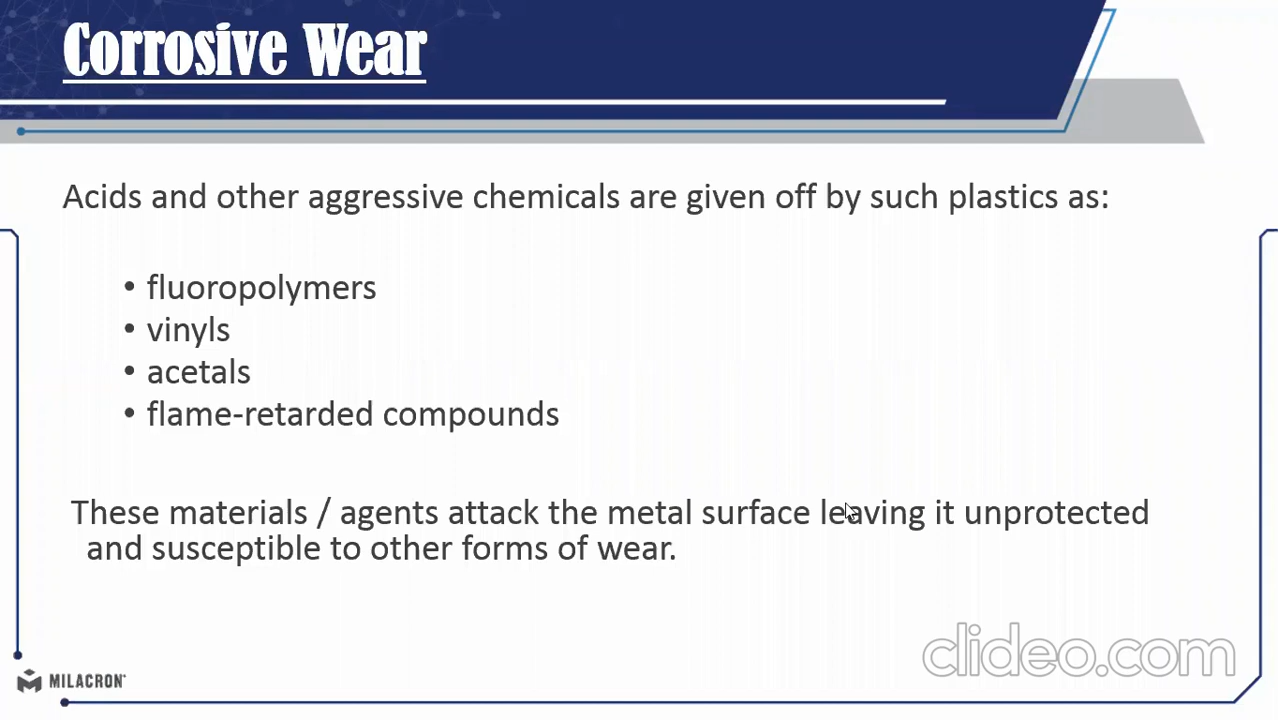 Corrosive Wear
Acids and other aggressive chemicals are given off by such plastics as:
• fluoropolymers
• vinyls
• acetals
• flame-retarded compounds
These materials / agents attack the metal surface leaving it unprotected
and susceptible to other forms of wear.
clideo.com
MILACRON